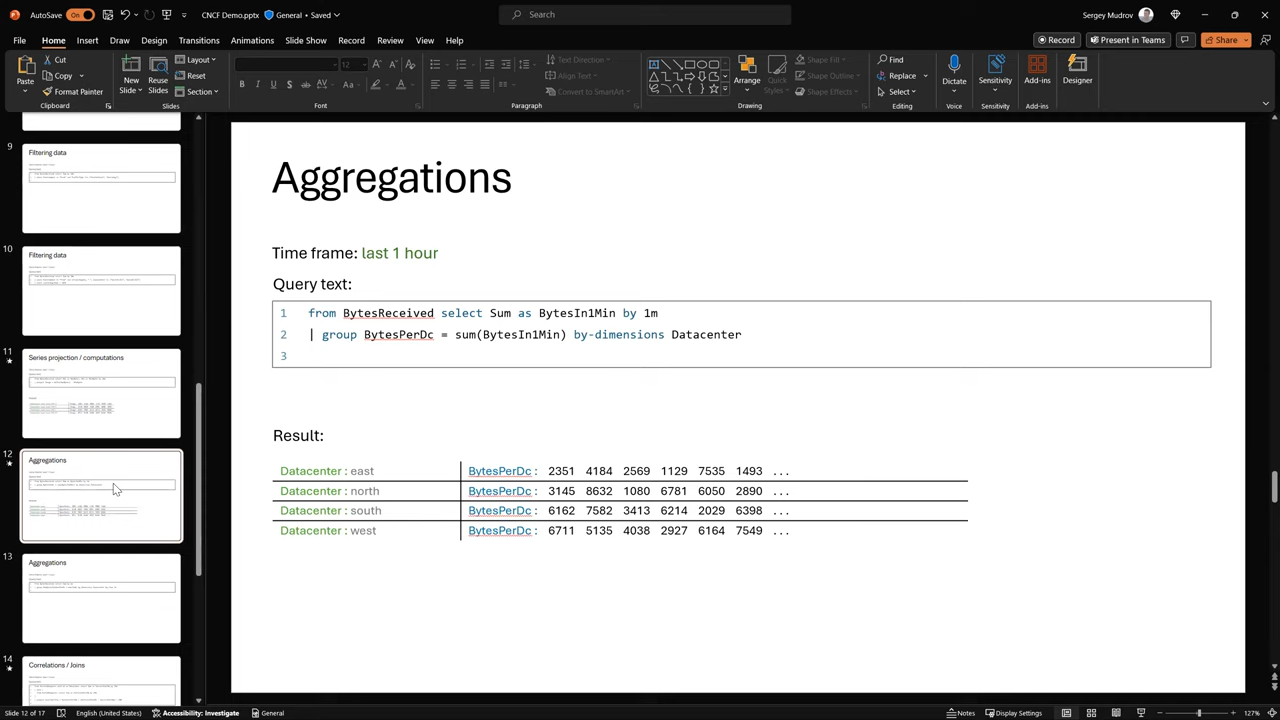 AutoSave On CNCF Demo.pptx General • Saved Search Sergey Mudrov
File Home Insert Draw Design Transitions Animations Slide Show Record Review View Help Record Present in Teams Share
Paste Cut Copy Format Painter Clipboard
New Slide Reuse Slides Layout Reset Section Slides
12 Font
Text Direction Align Text Convert to SmartArt Paragraph
Arrange Quick Styles Shape Fill Shape Outline Shape Effects Drawing
Find Replace Select Editing
Dictate Voice
Sensitivity Sensitivity
Add-ins Add-ins
Designer
9 Filtering data
10 Filtering data
11 Series projection / computations
12 Aggregations
13 Aggregations
14 Correlations / Joins
Aggregations
Time frame: last 1 hour
Query text:
1 from BytesReceived select Sum as BytesIn1Min by 1m
2 | group BytesPerDc = sum(BytesIn1Min) by-dimensions Datacenter
3
Result:
Datacenter : east BytesPerDc : 2351 4184 2569 1129 7535 9493 ...
Datacenter : north BytesPerDc : 3145 8632 1080 6781 6050 2890 ...
Datacenter : south BytesPerDc : 6162 7582 3413 6214 2029 8398 ...
Datacenter : west BytesPerDc : 6711 5135 4038 2927 6164 7549 ...
Slide 12 of 17 English (United States) Accessibility: Investigate General Notes Display Settings 127%